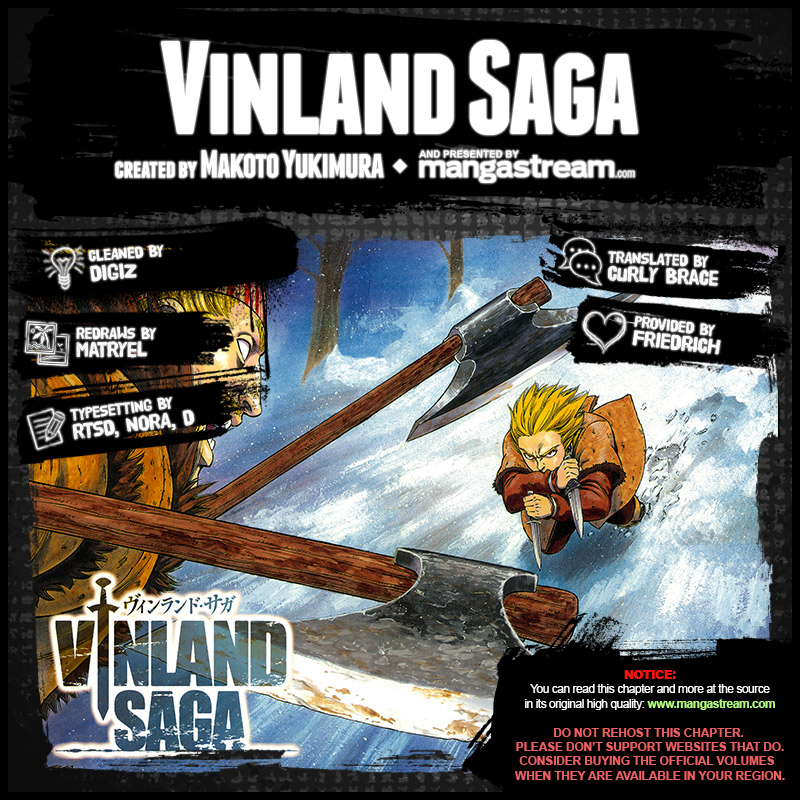 VINLAND SAGA
CREATED BY MAKOTO YUKIMURA ◆ AND PRESENTED BY mangastream.com
CLEANED BY
DIGIZ
REDRAWS BY
MATRYEL
TYPESETTING BY
RTSD, NORA, D
TRANSLATED BY
CURLY BRACE
PROVIDED BY
FRIEDRICH
ヴィンランド・サガ
VINLAND
SAGA
NOTICE:
You can read this chapter and more at the source
in its original high quality: www.mangastream.com
DO NOT REHOST THIS CHAPTER.
PLEASE DON'T SUPPORT WEBSITES THAT DO.
CONSIDER BUYING THE OFFICIAL VOLUMES
WHEN THEY ARE AVAILABLE IN YOUR REGION.